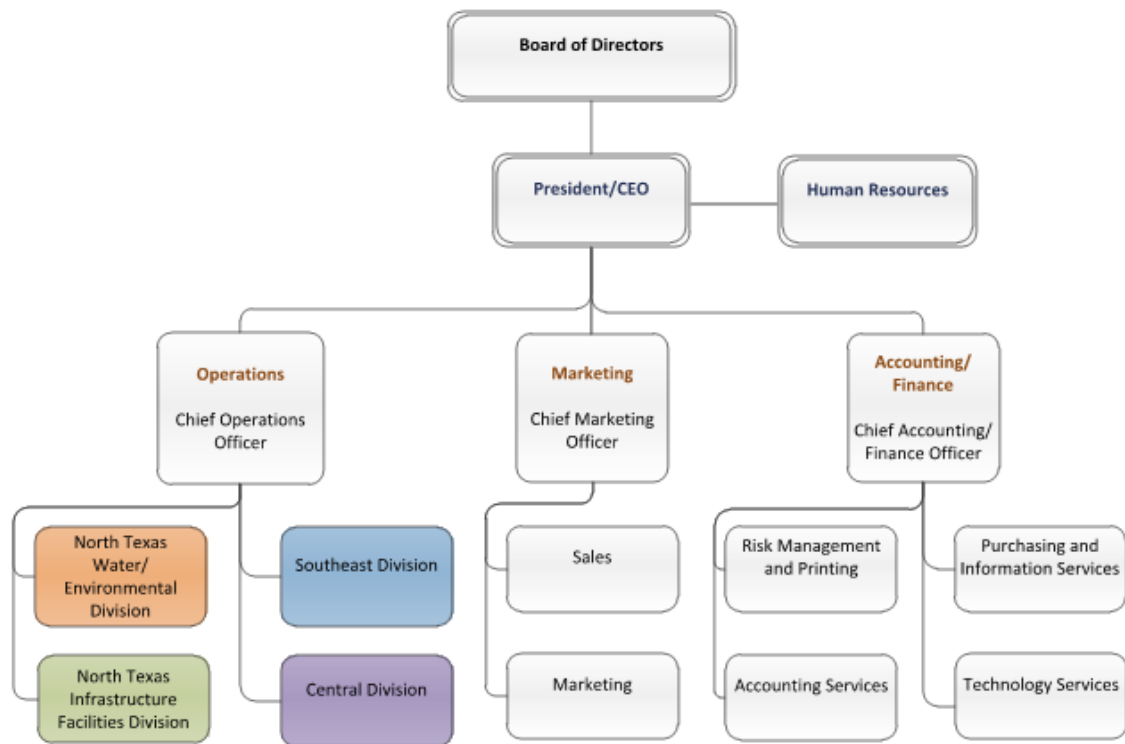 Board of Directors
President/CEO
Human Resources
Operations
Chief Operations
Officer
Marketing
Chief Marketing
Officer
Accounting/
Finance
Chief Accounting/
Finance Officer
North Texas
Water/
Environmental
Division
Southeast Division
Sales
Risk Management
and Printing
Purchasing and
Information Services
North Texas
Infrastructure
Facilities Division
Central Division
Marketing
Accounting Services
Technology Services